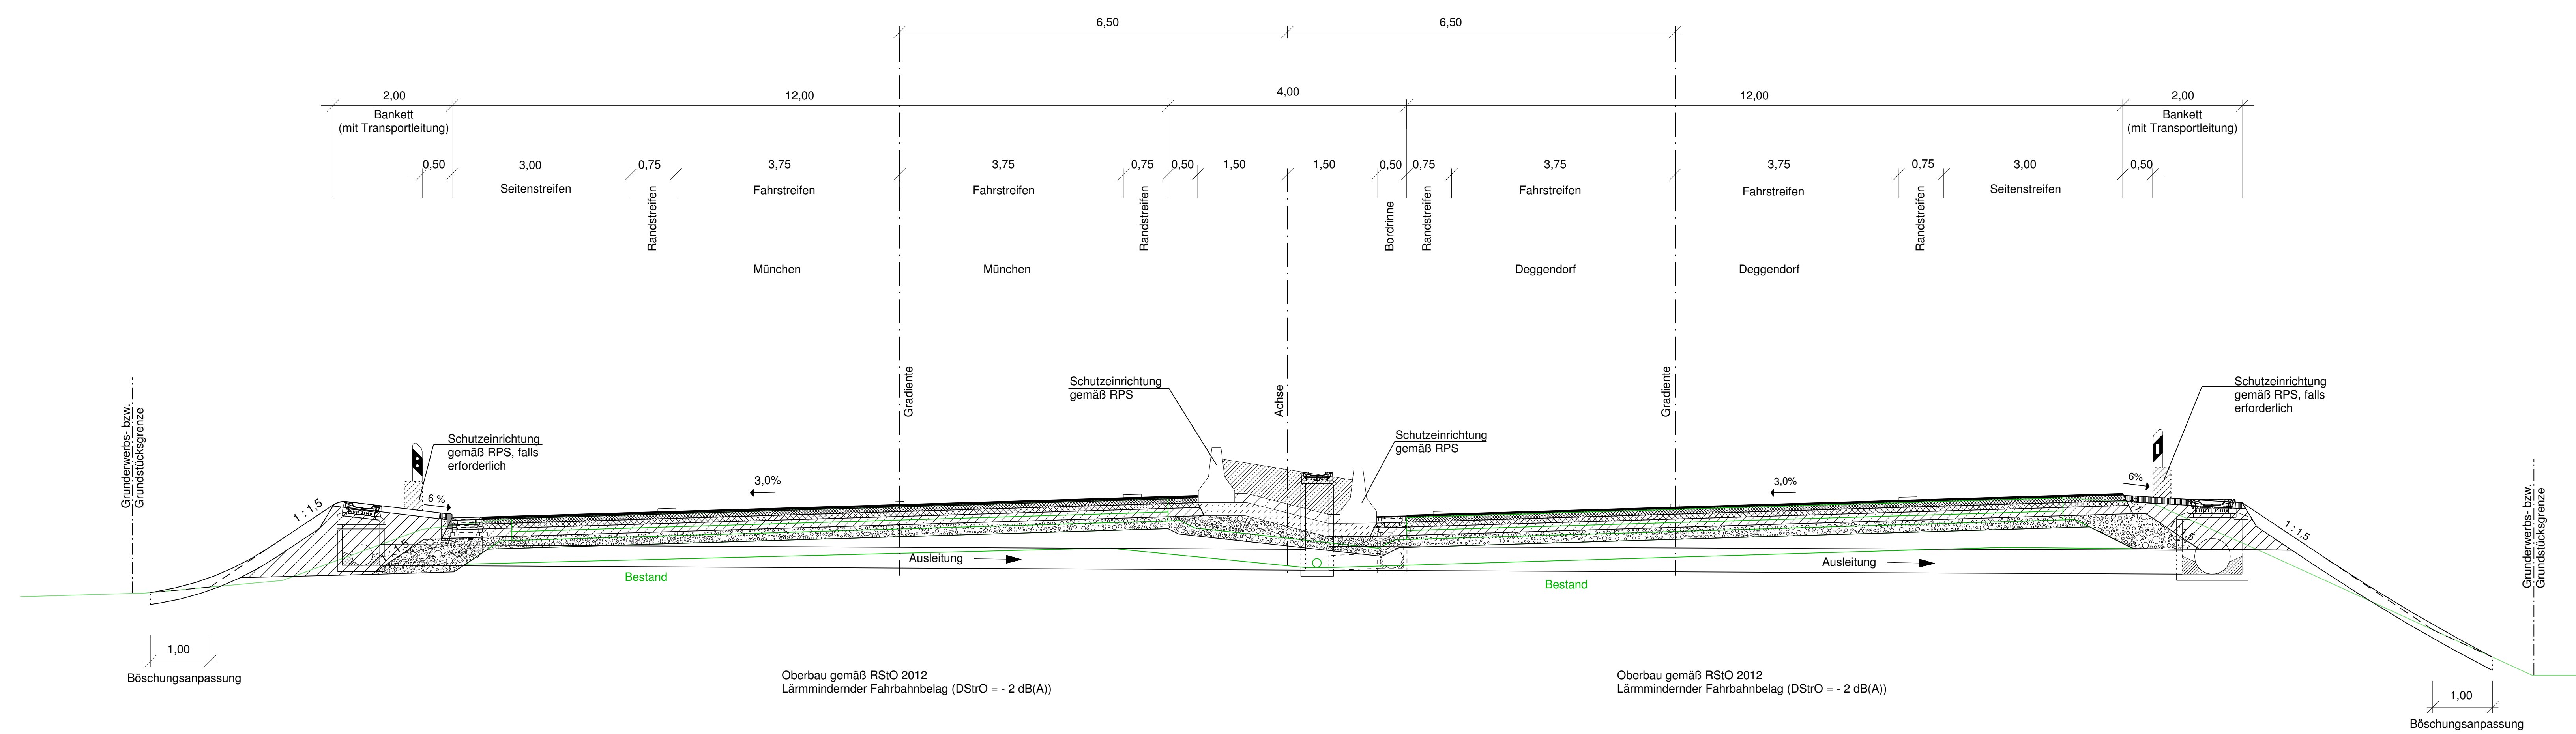 6,50
6,50
2,00
12,00
4,00
12,00
2,00
Bankett
(mit Transportleitung)
Bankett
(mit Transportleitung)
0,50
3,00
0,75
3,75
3,75
0,75
0,50
1,50
1,50
0,50
0,75
3,75
3,75
0,75
3,00
0,50
Seitenstreifen
Randstreifen
Fahrstreifen
Fahrstreifen
Randstreifen
Bordrinne
Randstreifen
Fahrstreifen
Fahrstreifen
Randstreifen
Seitenstreifen
München
München
Deggendorf
Deggendorf
Grunderwerbs- bzw.
Grundstücksgrenze
Gradiente
Schutzeinrichtung
gemäß RPS
Achse
Gradiente
Schutzeinrichtung
gemäß RPS, falls
erforderlich
Schutzeinrichtung
gemäß RPS, falls
erforderlich
Schutzeinrichtung
gemäß RPS
Grunderwerbs- bzw.
Grundstücksgrenze
1 : 1,5
6 %
3,0%
3,0%
6%
1:1,5
1:1,5
1:1,5
Ausleitung
Ausleitung
Bestand
Bestand
1,00
Böschungsanpassung
Oberbau gemäß RStO 2012
Lärmmindernder Fahrbahnbelag (DStrO = - 2 dB(A))
Oberbau gemäß RStO 2012
Lärmmindernder Fahrbahnbelag (DStrO = - 2 dB(A))
1,00
Böschungsanpassung